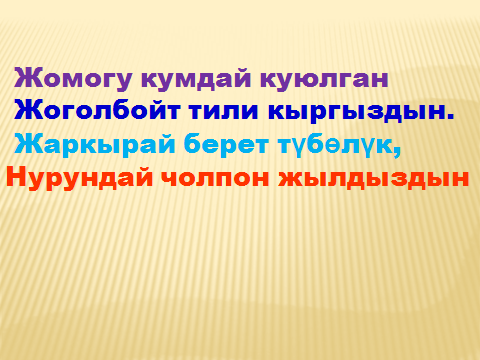 Жомогу кумдай куюлган
Жоголбойт тили кыргыздын.
Жаркырай берет түбөлүк,
Нурундай чолпон жылдыздын